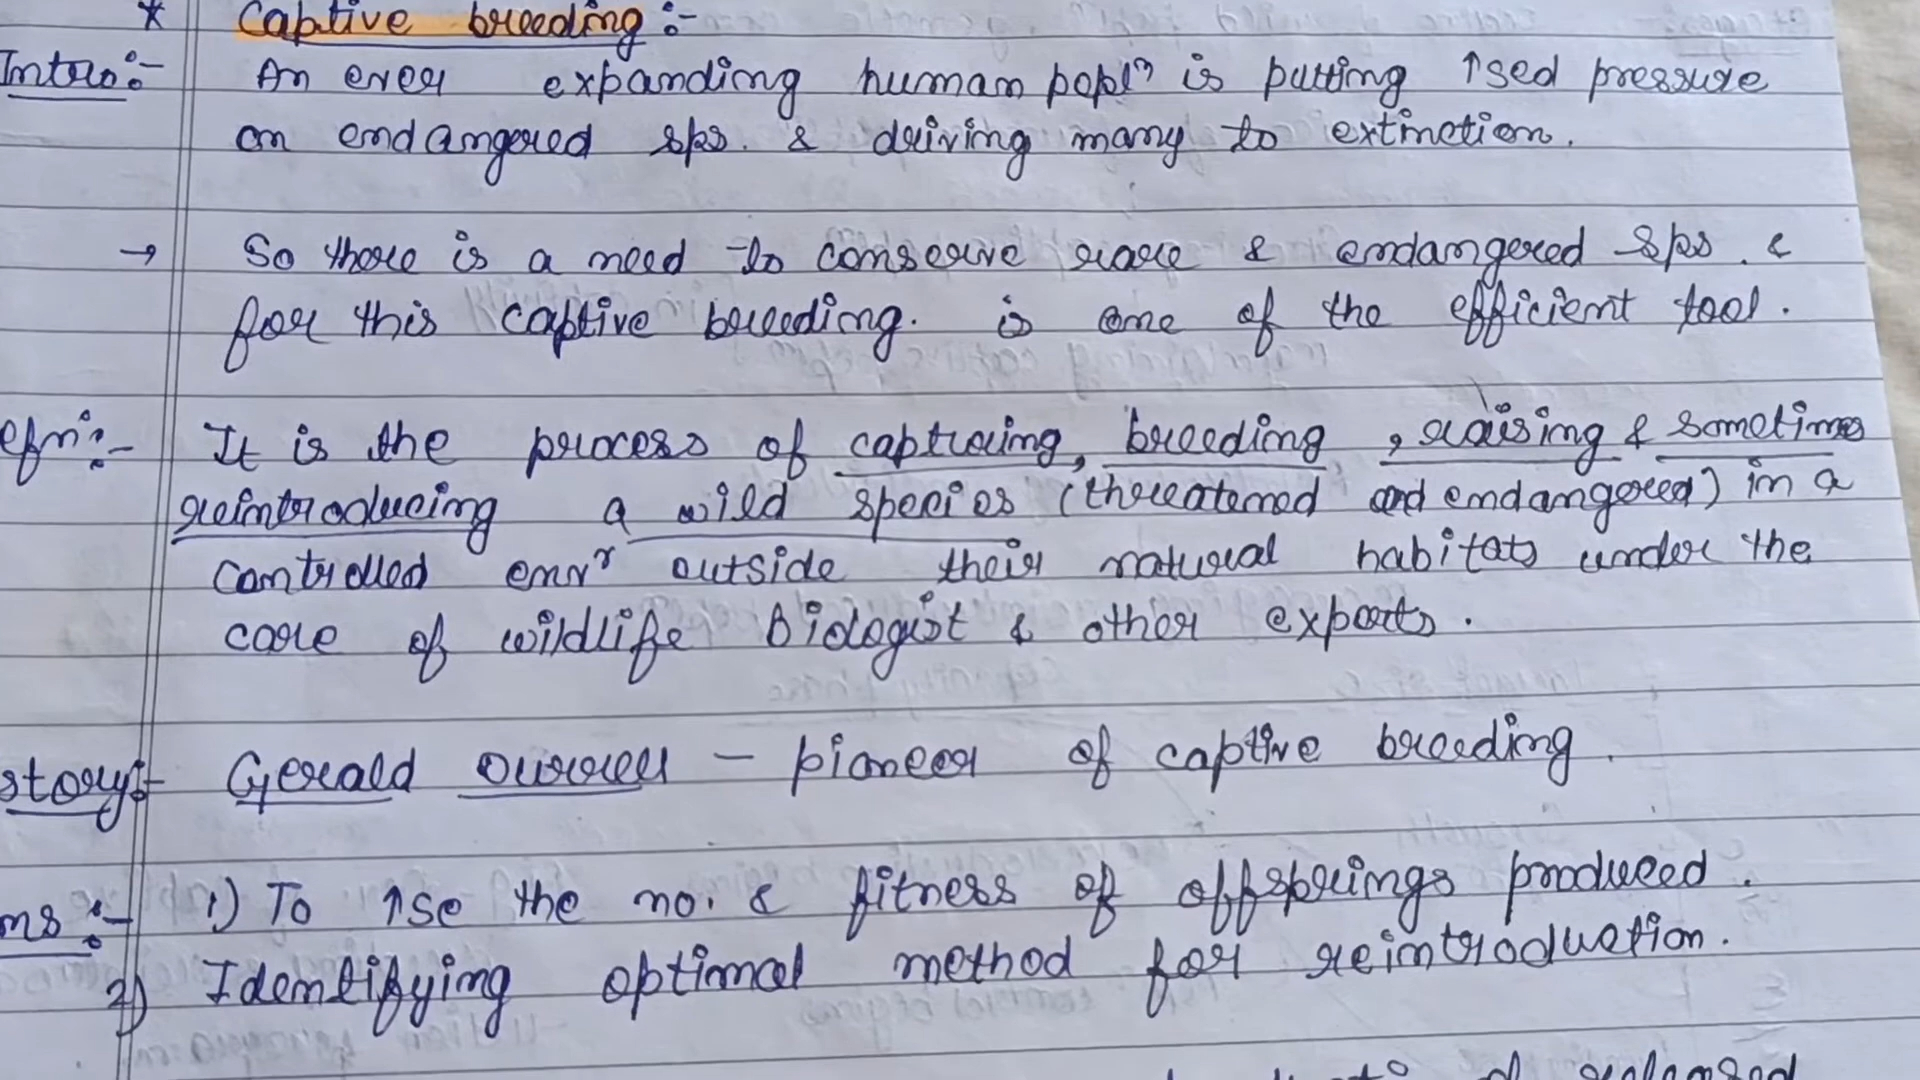 * Captive breeding :-
Intro:- An ever expanding human popln is putting ↑sed pressure
on endangered sps. & driving many to extinction.
→ So there is a need to conserve rare & endangered sps. &
for this captive breeding. is one of the efficient tool.
efn:- It is the process of capturing, breeding, raising & sometimes
reintroducing a wild species (threatened and endangered) in a
controlled envr outside their natural habitats under the
care of wildlife biologist & other experts.
story:- Gerald Durrell - pioneer of captive breeding.
ms:- 1) To ↑se the no. & fitness of offsprings produced.
2) Identifying optimal method for reintroduction.